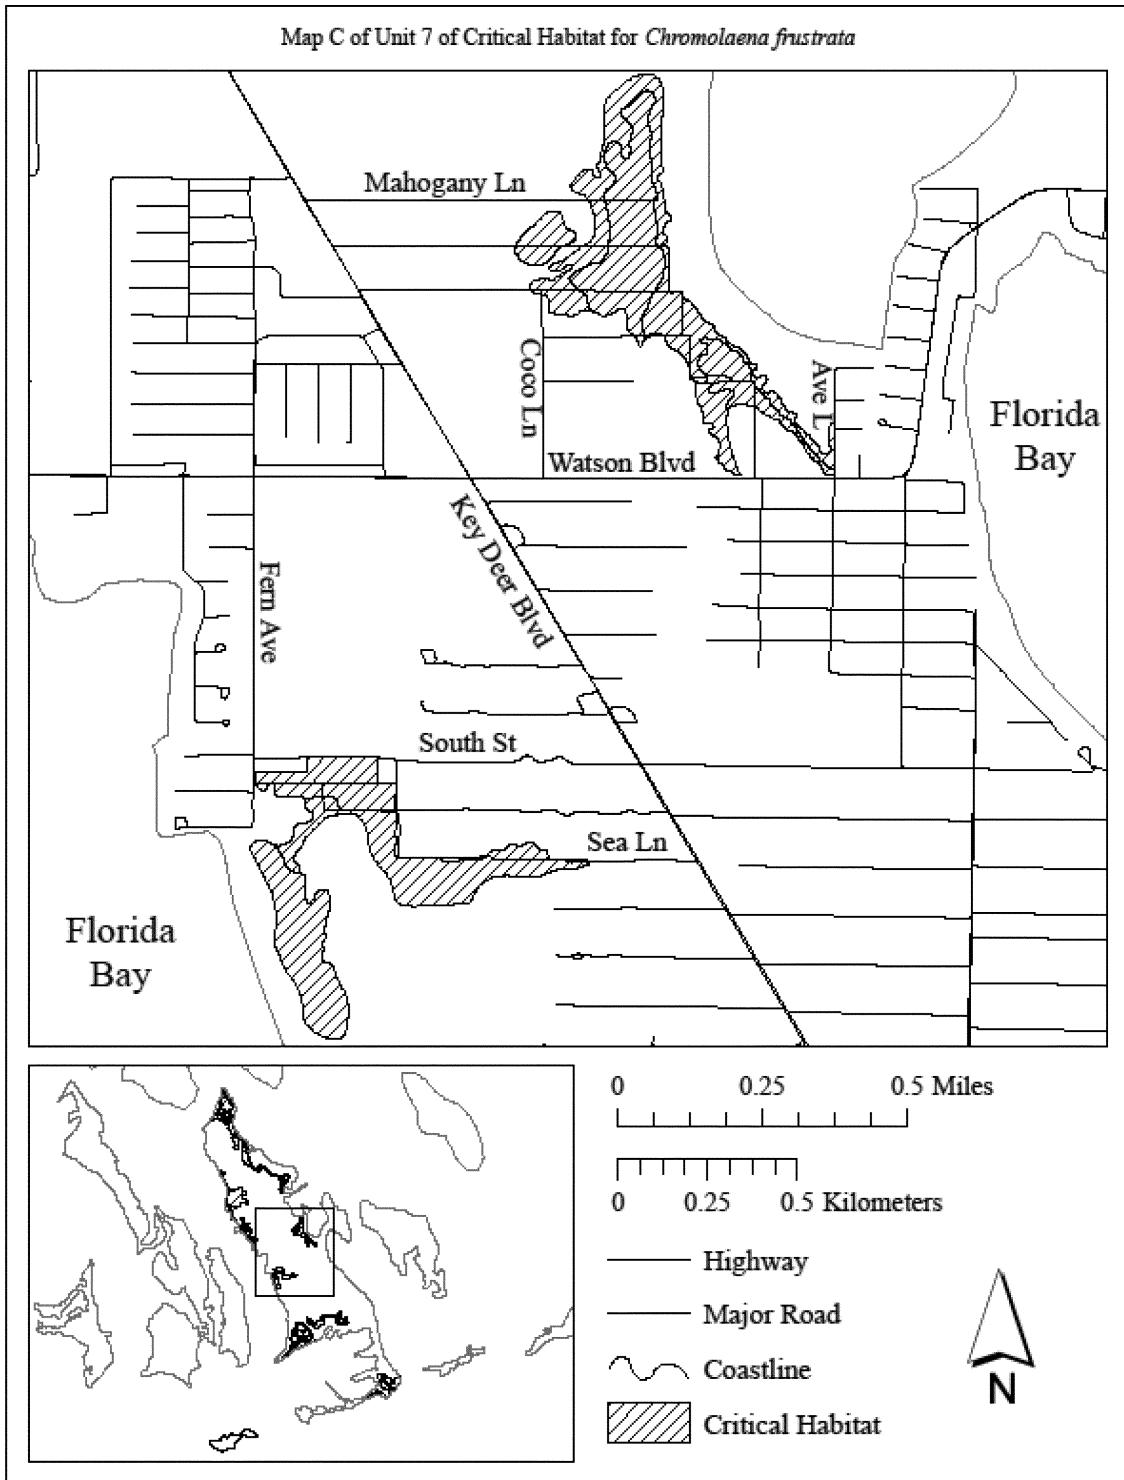 Map C of Unit 7 of Critical Habitat for Chromolaena frustrata
Mahogany Ln
Coco Ln
Ave L
Florida
Bay
Watson Blvd
Key Deer Blvd
Fern Ave
South St
Sea Ln
Florida
Bay
0 0.25 0.5 Miles
0 0.25 0.5 Kilometers
Highway
Major Road
Coastline
Critical Habitat
N